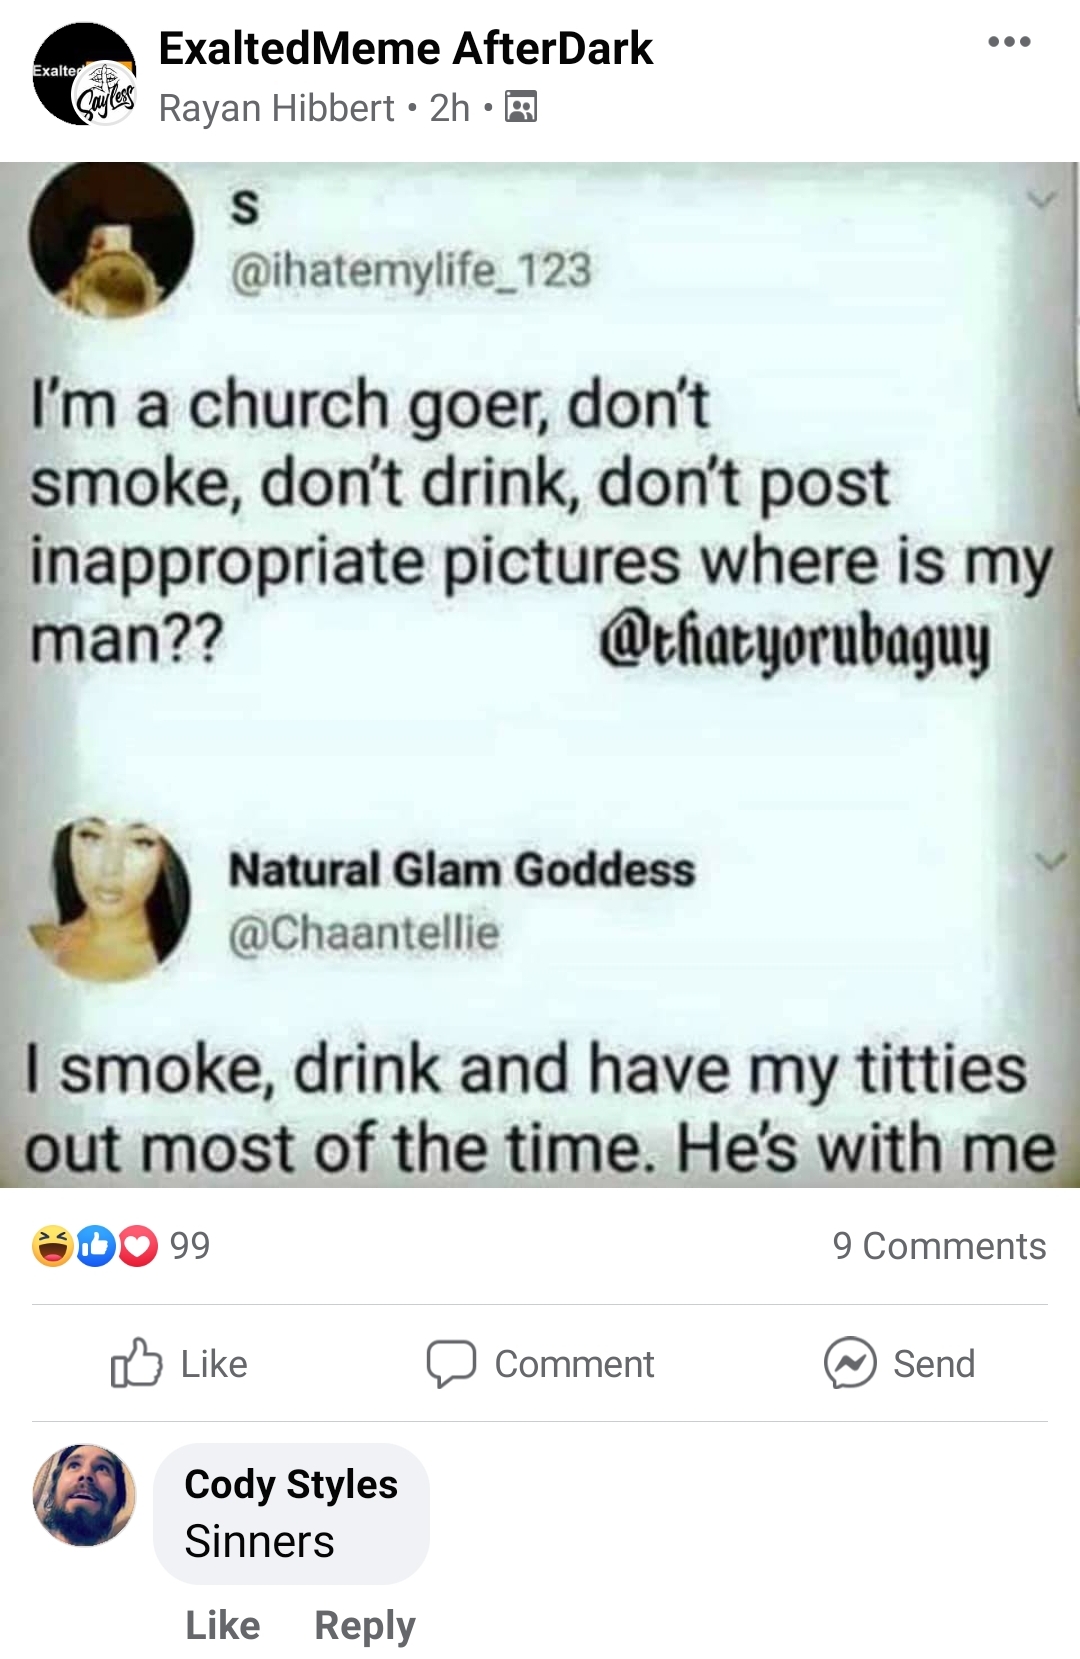 Exalted
SayLess
ExaltedMeme AfterDark
Rayan Hibbert • 2h •
S
@ihatemylife_123
I'm a church goer, don't
smoke, don't drink, don't post
inappropriate pictures where is my
man??
@thatyorubaguy
Natural Glam Goddess
@Chaantellie
I smoke, drink and have my titties
out most of the time. He's with me
99
9 Comments
Like
Comment
Send
Cody Styles
Sinners
Like Reply